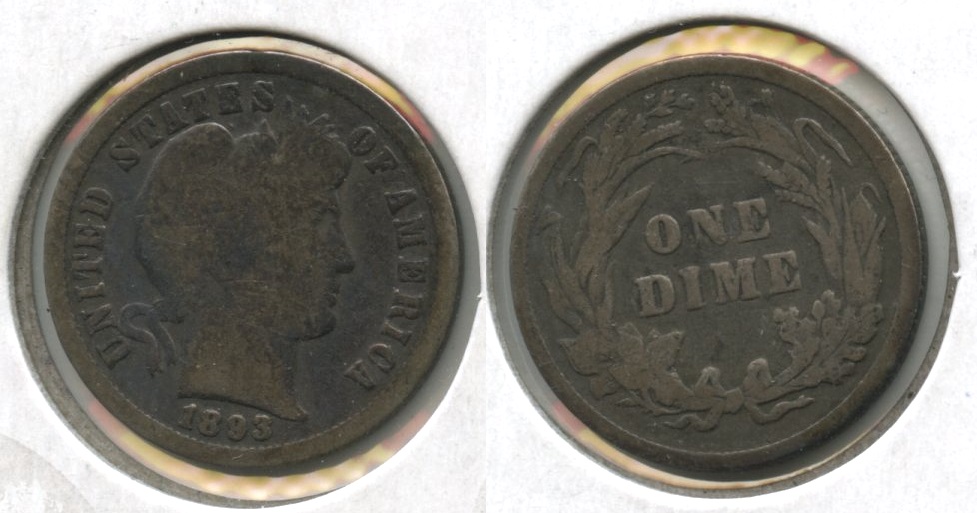 UNITED STATES OF AMERICA
1893
ONE
DIME